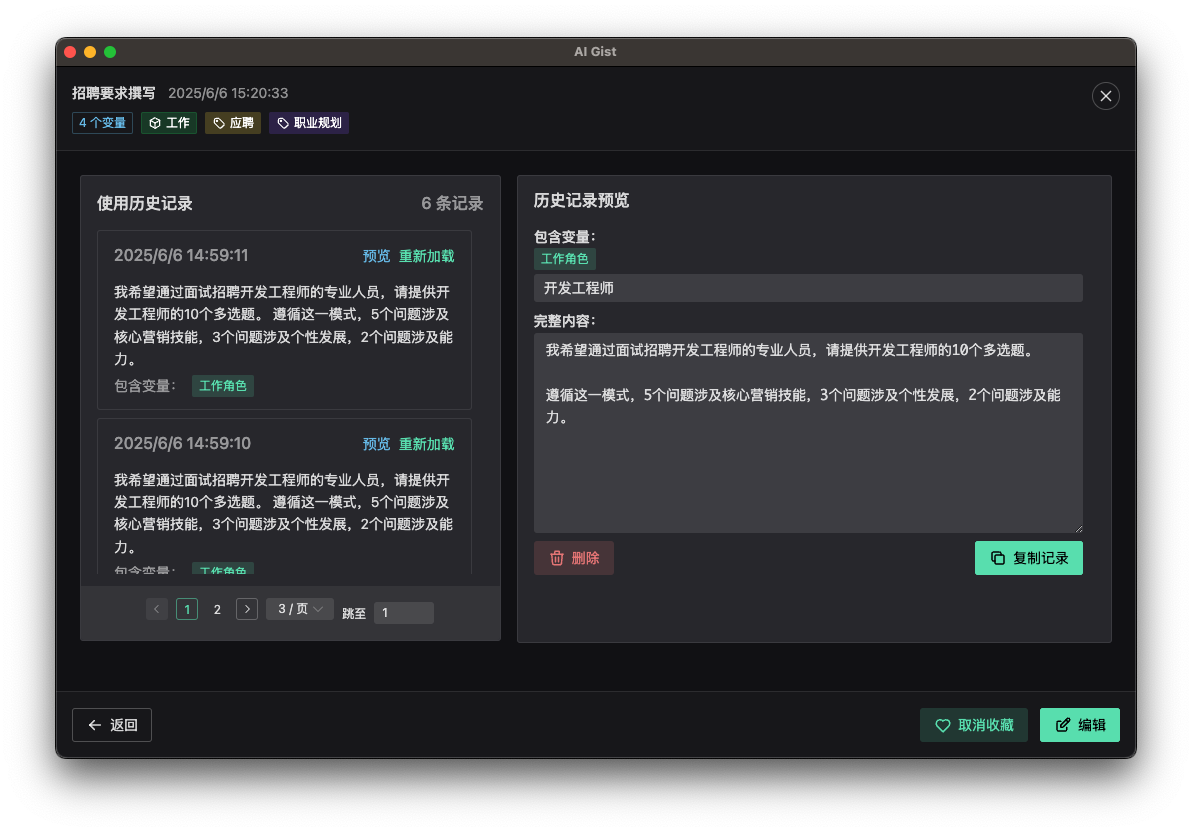 AI Gist
招聘要求撰写 2025/6/6 15:20:33
4 个变量 工作 应聘 职业规划
使用历史记录 6 条记录
2025/6/6 14:59:11 预览 重新加载
我希望通过面试招聘开发工程师的专业人员，请提供开
发工程师的10个多选题。 遵循这一模式，5个问题涉及
核心营销技能，3个问题涉及个性发展，2个问题涉及能
力。
包含变量： 工作角色
2025/6/6 14:59:10 预览 重新加载
我希望通过面试招聘开发工程师的专业人员，请提供开
发工程师的10个多选题。 遵循这一模式，5个问题涉及
核心营销技能，3个问题涉及个性发展，2个问题涉及能
力。
包含变量： 工作角色
1 2 3 / 页 跳至 1
历史记录预览
包含变量：
工作角色
开发工程师
完整内容：
我希望通过面试招聘开发工程师的专业人员，请提供开发工程师的10个多选题。
遵循这一模式，5个问题涉及核心营销技能，3个问题涉及个性发展，2个问题涉及能
力。
删除 复制记录
返回 取消收藏 编辑